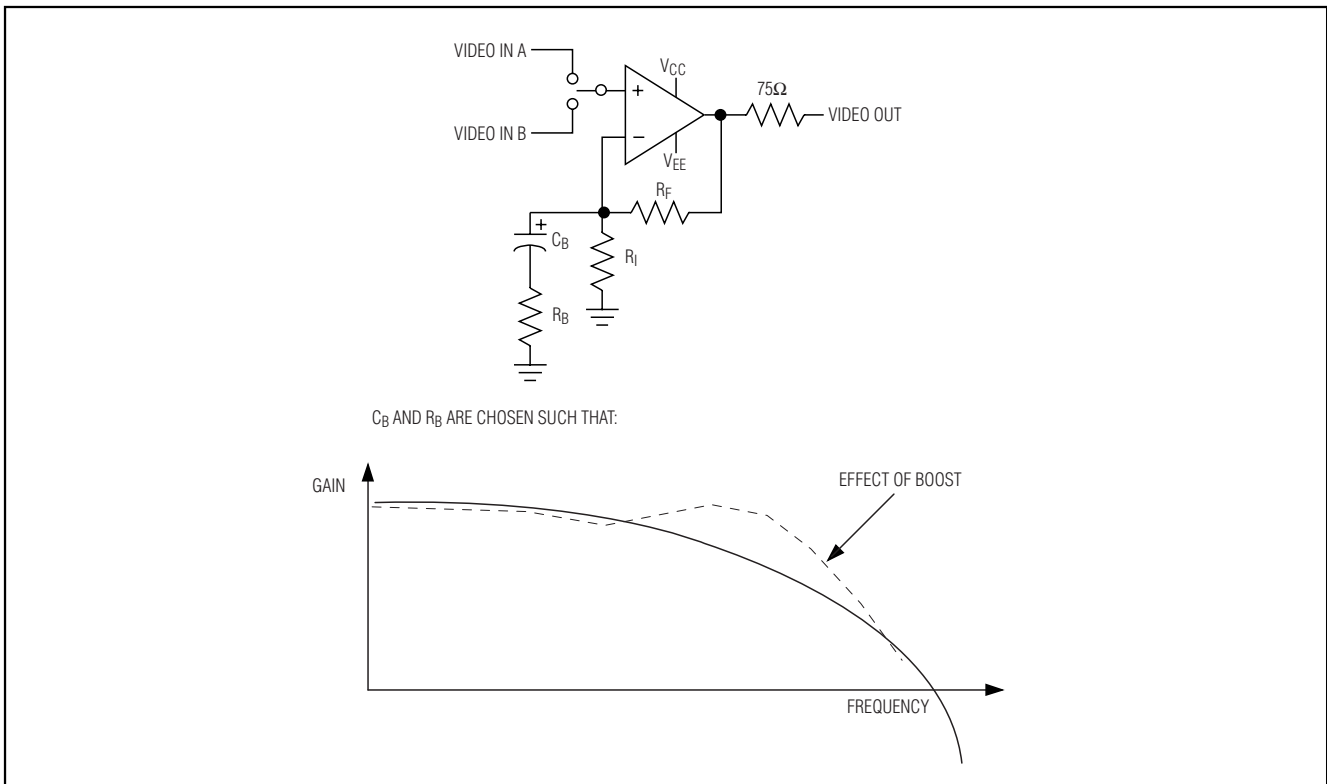 VIDEO IN A
VCC
75Ω
+
VIDEO OUT
VIDEO IN B
−
VEE
RF
+
CB
RI
RB
CB AND RB ARE CHOSEN SUCH THAT:
GAIN
EFFECT OF BOOST
FREQUENCY